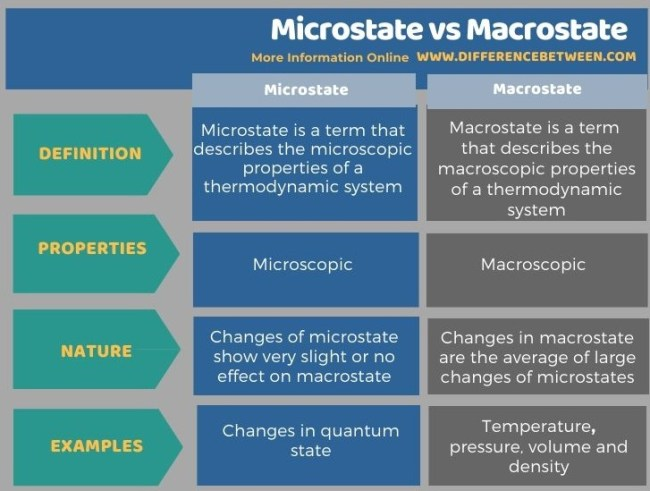 Microstate vs Macrostate
More Information Online WWW.DIFFERENCEBETWEEN.COM
Microstate
Macrostate
DEFINITION
Microstate is a term that
describes the microscopic
properties of a
thermodynamic system
Macrostate is a term
that describes the
macroscopic properties
of a thermodynamic
system
PROPERTIES
Microscopic
Macroscopic
NATURE
Changes of microstate
show very slight or no
effect on macrostate
Changes in macrostate
are the average of large
changes of microstates
EXAMPLES
Changes in quantum
state
Temperature,
pressure, volume and
density